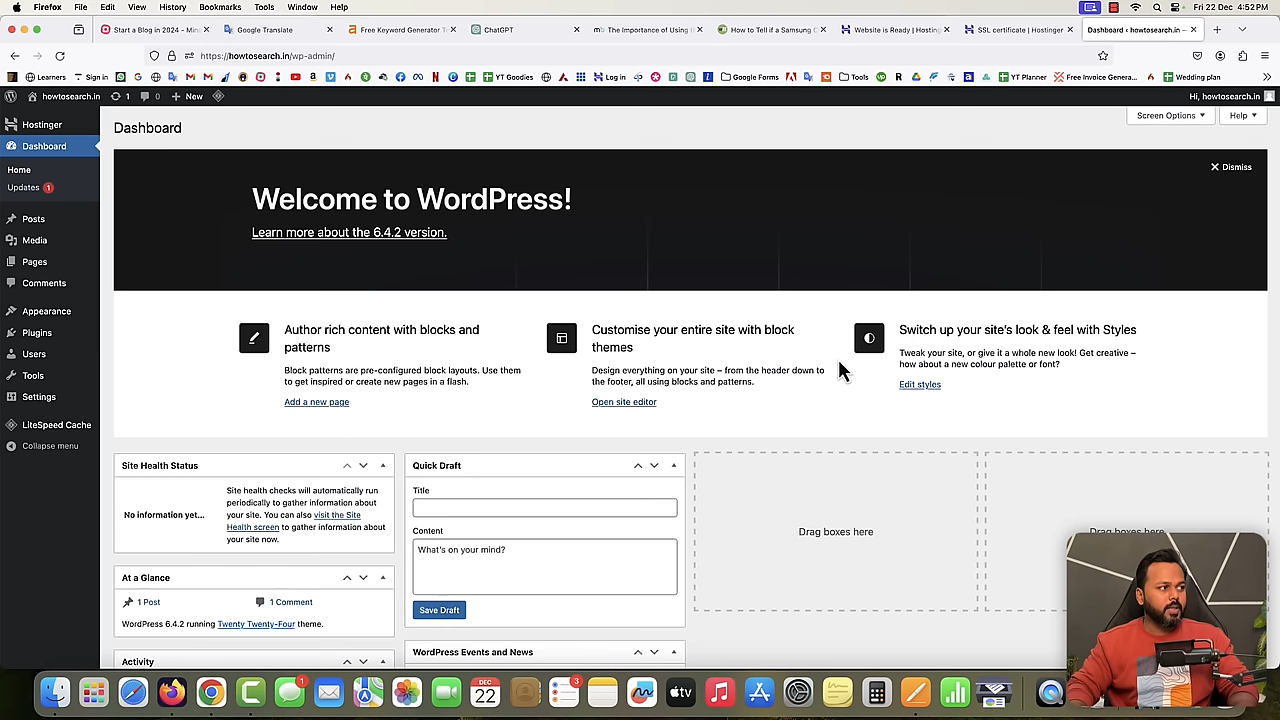 Firefox File Edit View History Bookmarks Tools Window Help
Fri 22 Dec 4:52 PM
Start a Blog in 2024 - Min
Google Translate
Free Keyword Generator T
ChatGPT
The Importance of Using
How to Tell if a Samsung
Website is Ready | Hosting
SSL certificate | Hostinger
Dashboard ‹ howtosearch.in —
https://howtosearch.in/wp-admin/
Learners
Sign in
YT Goodies
Log in
Google Forms
Tools
YT Planner
Free Invoice Genera...
Wedding plan
howtosearch.in
1
0
New
Hi, howtosearch.in
Hostinger
Dashboard
Home
Updates 1
Posts
Media
Pages
Comments
Appearance
Plugins
Users
Tools
Settings
LiteSpeed Cache
Collapse menu
Dashboard
Screen Options
Help
Dismiss
Welcome to WordPress!
Learn more about the 6.4.2 version.
Author rich content with blocks and
patterns
Block patterns are pre-configured block layouts. Use them
to get inspired or create new pages in a flash.
Add a new page
Customise your entire site with block
themes
Design everything on your site – from the header down to
the footer, all using blocks and patterns.
Open site editor
Switch up your site's look & feel with Styles
Tweak your site, or give it a whole new look! Get creative –
how about a new colour palette or font?
Edit styles
Site Health Status
No information yet...
Site health checks will automatically run
periodically to gather information about
your site. You can also visit the Site
Health screen to gather information about
your site now.
At a Glance
1 Post
1 Comment
WordPress 6.4.2 running Twenty Twenty-Four theme.
Activity
Quick Draft
Title
Content
What's on your mind?
Save Draft
WordPress Events and News
Drag boxes here
Drag boxes here
1
DEC
22
3
tv